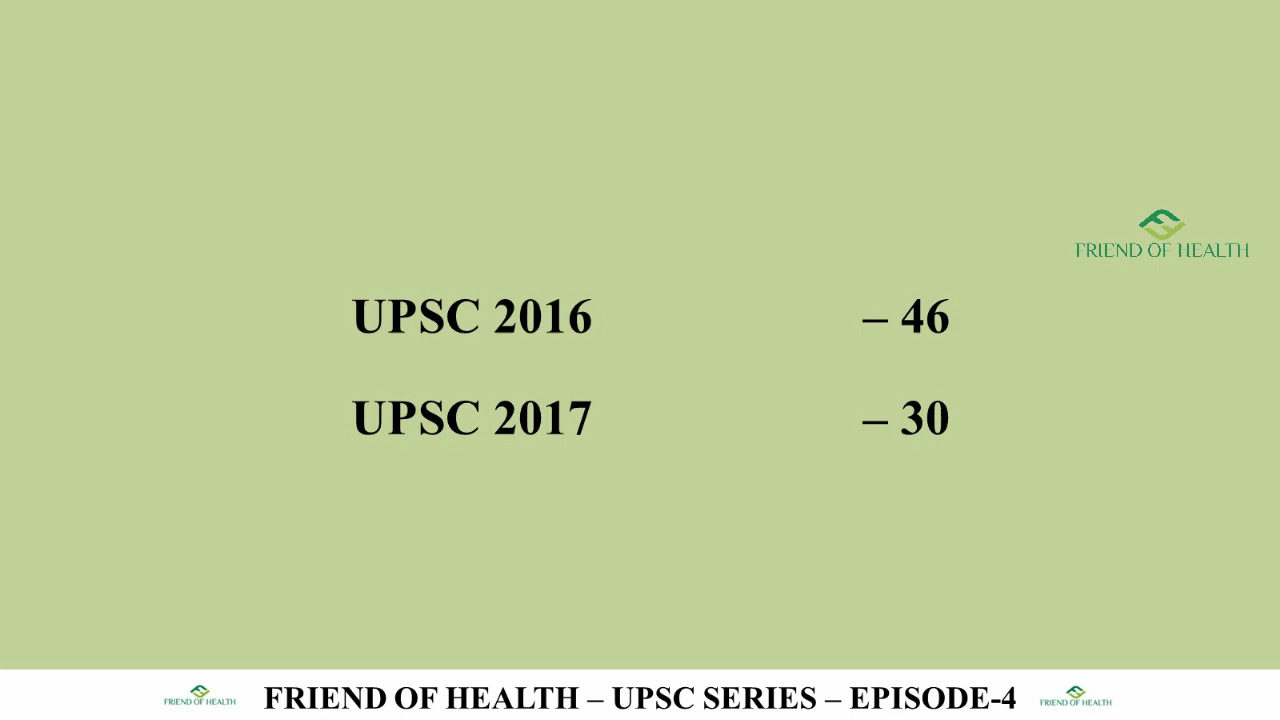 FRIEND OF HEALTH
UPSC 2016 – 46
UPSC 2017 – 30
FRIEND OF HEALTH FRIEND OF HEALTH – UPSC SERIES – EPISODE-4 FRIEND OF HEALTH